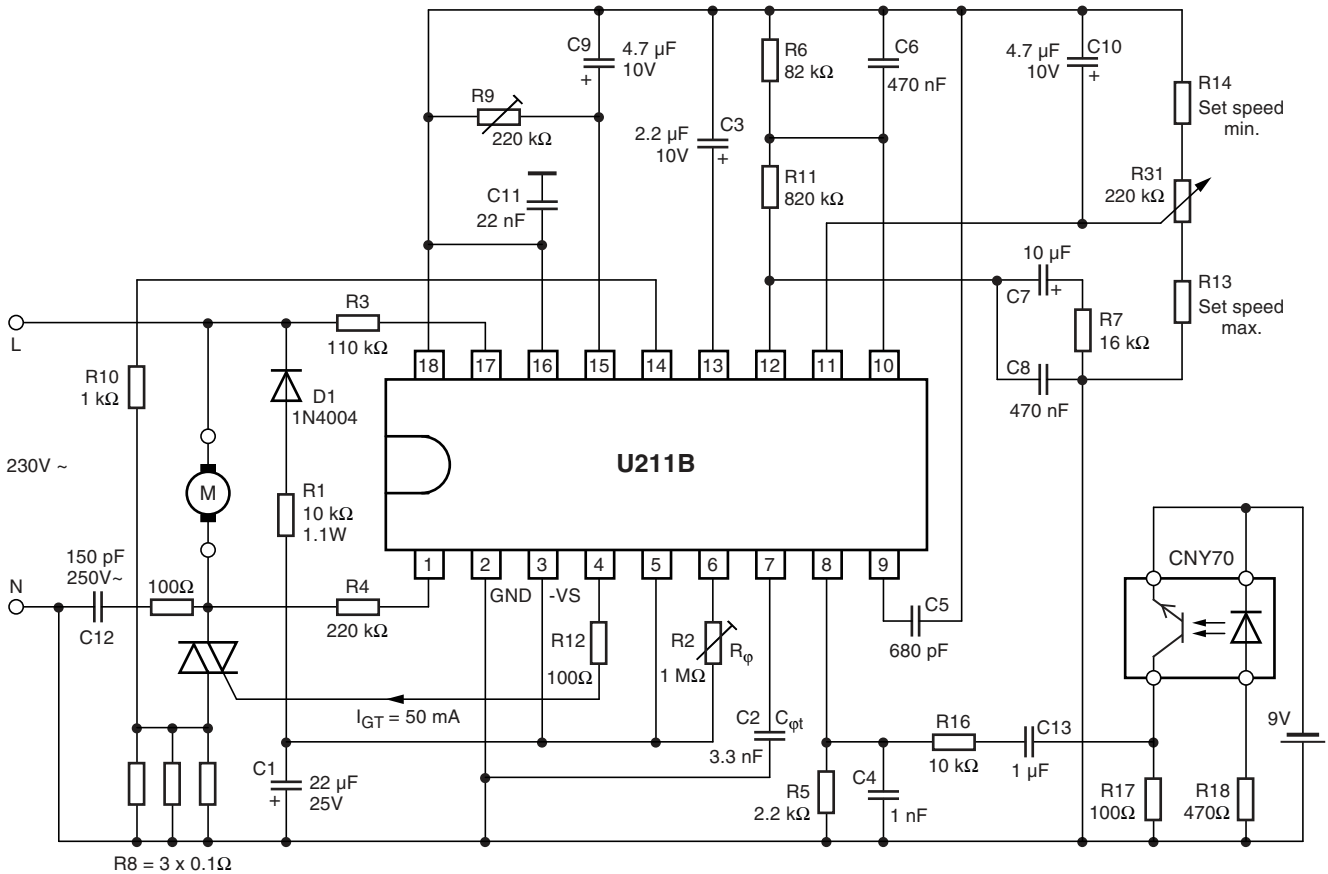 C9
4.7 µF
10V
+
R9
220 kΩ
C11
22 nF
2.2 µF
10V
C3
+
R6
82 kΩ
C6
470 nF
R11
820 kΩ
4.7 µF
10V
C10
+
R14
Set speed
min.
R31
220 kΩ
10 µF
C7
+
R7
16 kΩ
C8
470 nF
R13
Set speed
max.
L
R3
110 kΩ
R10
1 kΩ
D1
1N4004
230V ~
M
R1
10 kΩ
1.1W
18 17 16 15 14 13 12 11 10
U211B
1 2 3 4 5 6 7 8 9
GND -VS
N
150 pF
250V~
C12
100Ω
R4
220 kΩ
R12
100Ω
R2
1 MΩ
Rφ
C5
680 pF
CNY70
IGT = 50 mA
C2
Cφt
3.3 nF
C1
22 µF
25V
+
R5
2.2 kΩ
C4
1 nF
R16
10 kΩ
C13
1 µF
R17
100Ω
R18
470Ω
9V
R8 = 3 x 0.1Ω